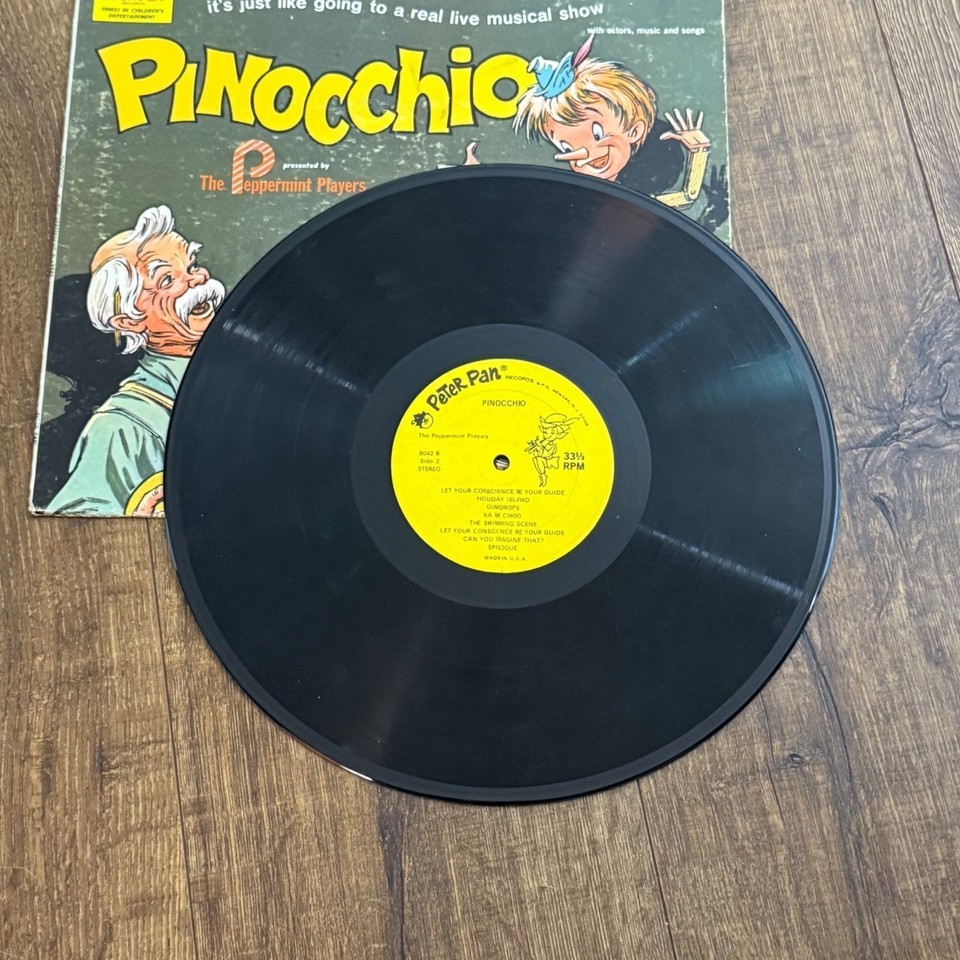 FINEST IN CHILDREN'S
ENTERTAINMENT
it's just like going to a real live musical show
with actors, music and songs
PINOCCHIO
presented by
The Peppermint Players
PETER PAN® RECORDS
PINOCCHIO
The Peppermint Players
8042 B
Side 2
STEREO
33⅓
RPM
LET YOUR CONSCIENCE BE YOUR GUIDE
HOLIDAY ISLAND
GUMDROPS
KA IR CHOO
THE SWIMMING SCENE
LET YOUR CONSCIENCE BE YOUR GUIDE
CAN YOU IMAGINE THAT?
EPILOGUE
MADE IN U.S.A.